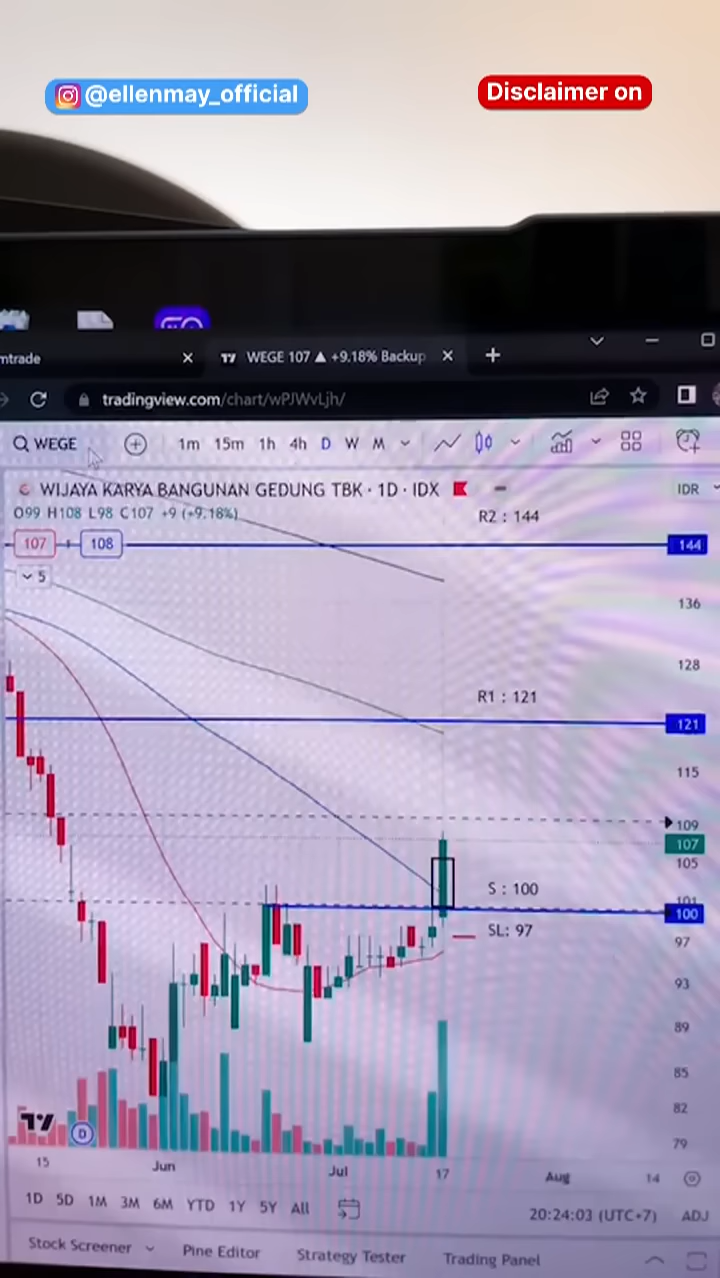 @ellenmay_official
Disclaimer on
mtrade
WEGE 107 ▲ +9.18% Backup
tradingview.com/chart/wPJWvLjh/
WEGE
1m 15m 1h 4h D W M
WIJAYA KARYA BANGUNAN GEDUNG TBK · 1D · IDX
IDR
O99 H108 L98 C107 +9 (+9.18%)
R2 : 144
107
108
144
5
136
128
R1 : 121
121
115
109
107
105
S : 100
100
SL: 97
97
93
89
85
82
79
D
15 Jun Jul 17 Aug 14
1D 5D 1M 3M 6M YTD 1Y 5Y All
20:24:03 (UTC+7) ADJ
Stock Screener Pine Editor Strategy Tester Trading Panel